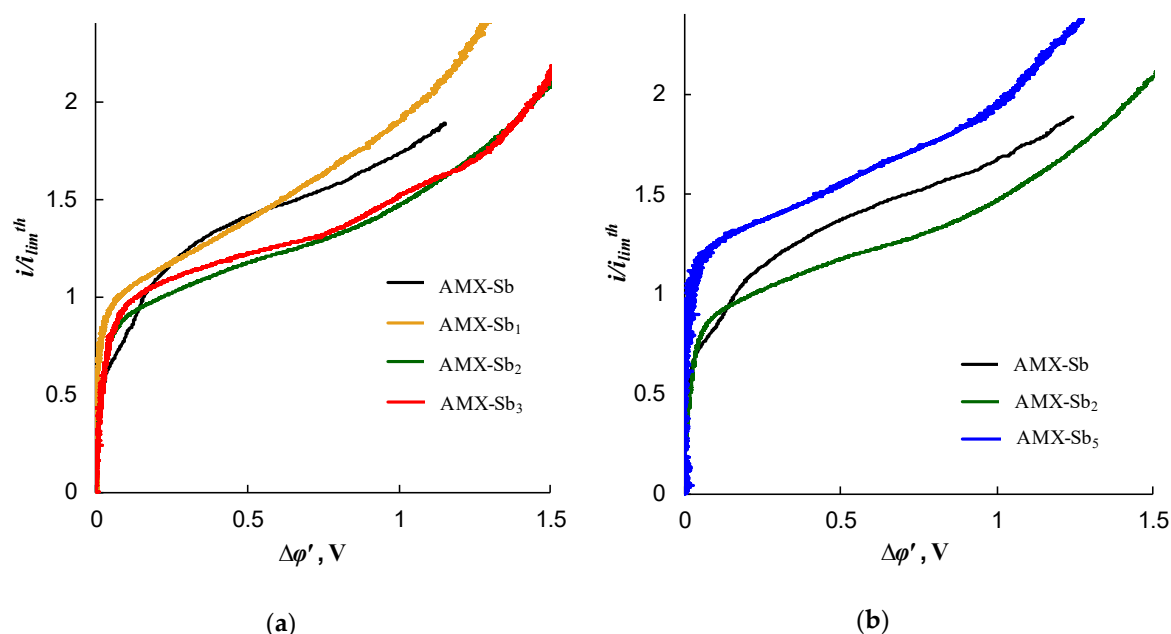 2
1.5
1
0.5
0
i/i_lim^th
AMX-Sb
AMX-Sb₁
AMX-Sb₂
AMX-Sb₃
0
0.5
1
1.5
Δφ′, V
(a)
2
1.5
1
0.5
0
i/i_lim^th
AMX-Sb
AMX-Sb₂
AMX-Sb₅
0
0.5
1
1.5
Δφ′, V
(b)